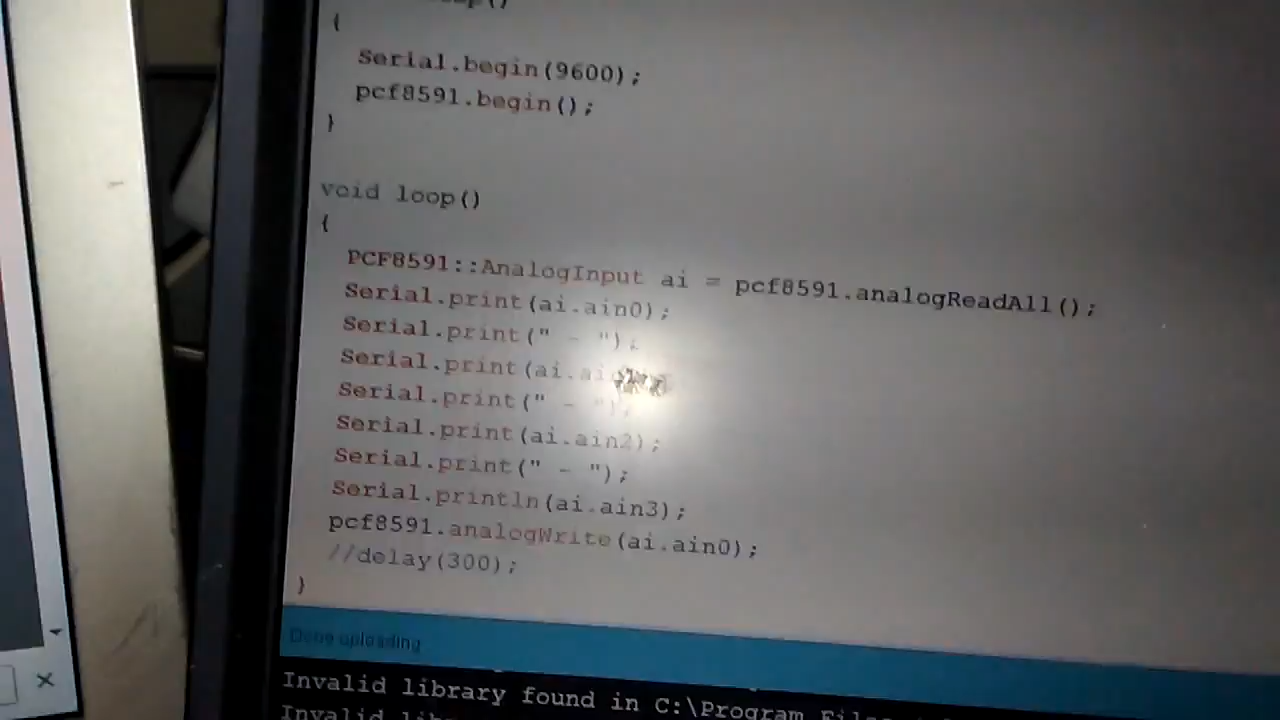 {
Serial.begin(9600);
pcf8591.begin();
}
void loop()
{
PCF8591::AnalogInput ai = pcf8591.analogReadAll();
Serial.print(ai.ain0);
Serial.print(" - ");
Serial.print(ai.
Serial.print(" - ");
Serial.print(ai.ain2);
Serial.print(" - ");
Serial.println(ai.ain3);
pcf8591.analogWrite(ai.ain0);
//delay(300);
}
Done uploading
Invalid library found in C:\Program Files
Invalid